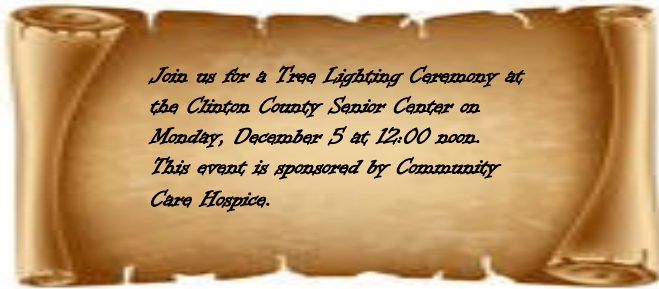 Join us for a Tree Lighting Ceremony at
the Clinton County Senior Center on
Monday, December 5 at 12:00 noon.
This event is sponsored by Community
Care Hospice.